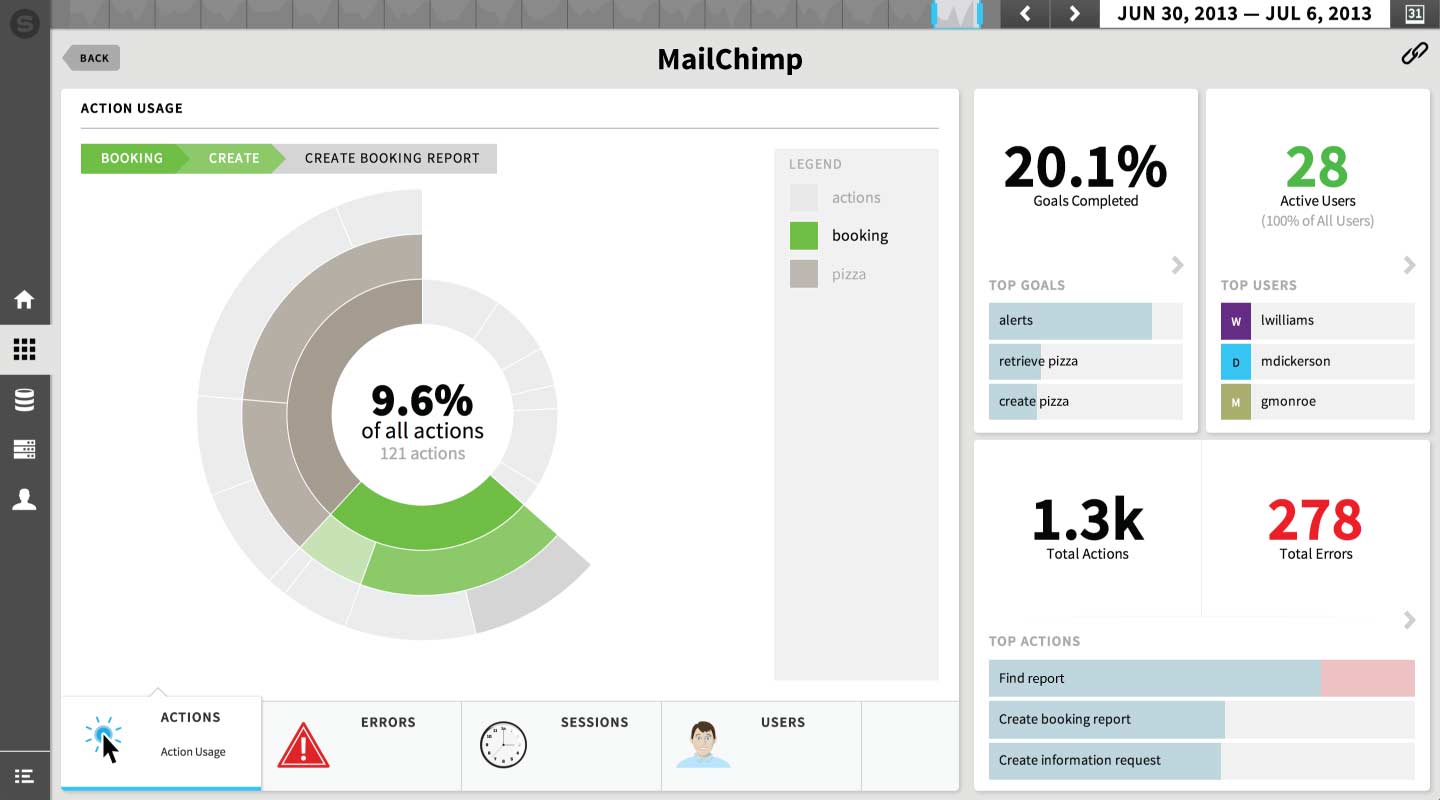 S
JUN 30, 2013 — JUL 6, 2013
31
BACK
MailChimp
ACTION USAGE
BOOKING
CREATE
CREATE BOOKING REPORT
LEGEND
actions
booking
pizza
9.6%
of all actions
121 actions
ACTIONS
Action Usage
ERRORS
SESSIONS
USERS
20.1%
Goals Completed
TOP GOALS
alerts
retrieve pizza
create pizza
28
Active Users
(100% of All Users)
TOP USERS
W lwilliams
D mdickerson
M gmonroe
1.3k
Total Actions
278
Total Errors
TOP ACTIONS
Find report
Create booking report
Create information request